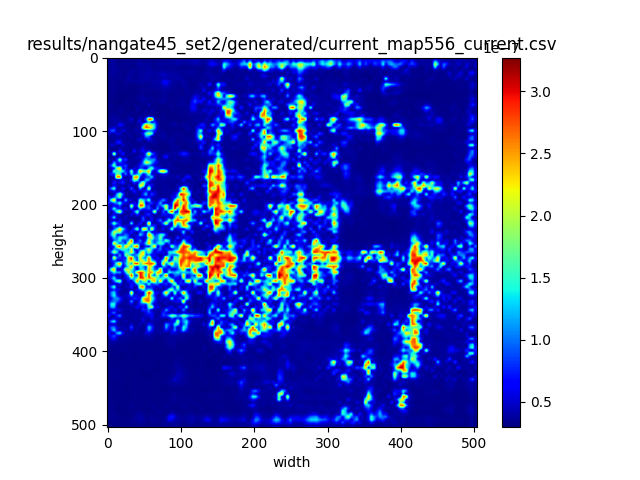 results/nangate45_set2/generated/current_map556_current.csv
1e−7
0
100
200
300
400
500
height
0 100 200 300 400 500
width
3.0
2.5
2.0
1.5
1.0
0.5